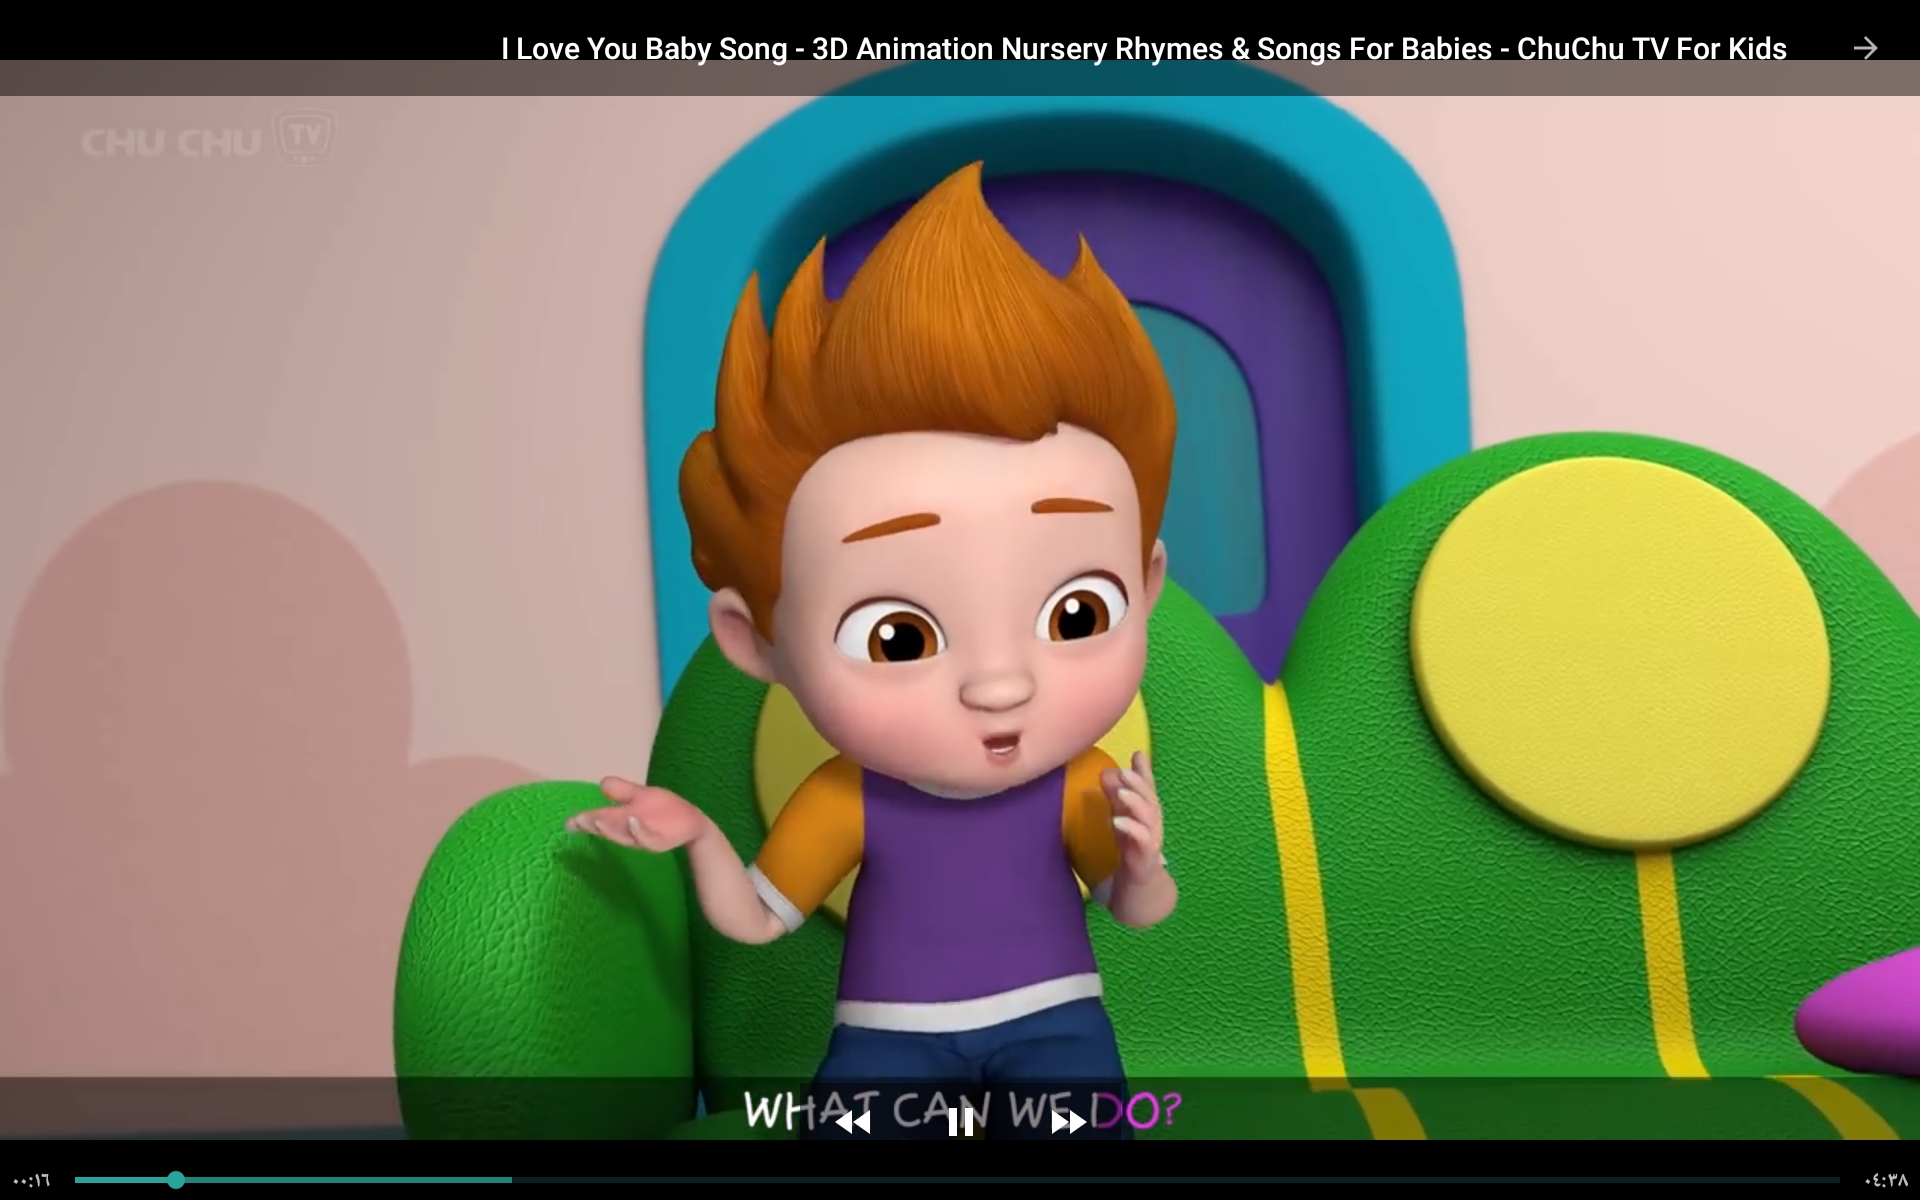 I Love You Baby Song - 3D Animation Nursery Rhymes & Songs For Babies - ChuChu TV For Kids
CHU CHU TV
WHAT CAN WE DO?
٠٠:١٦
٠٤:٣٨